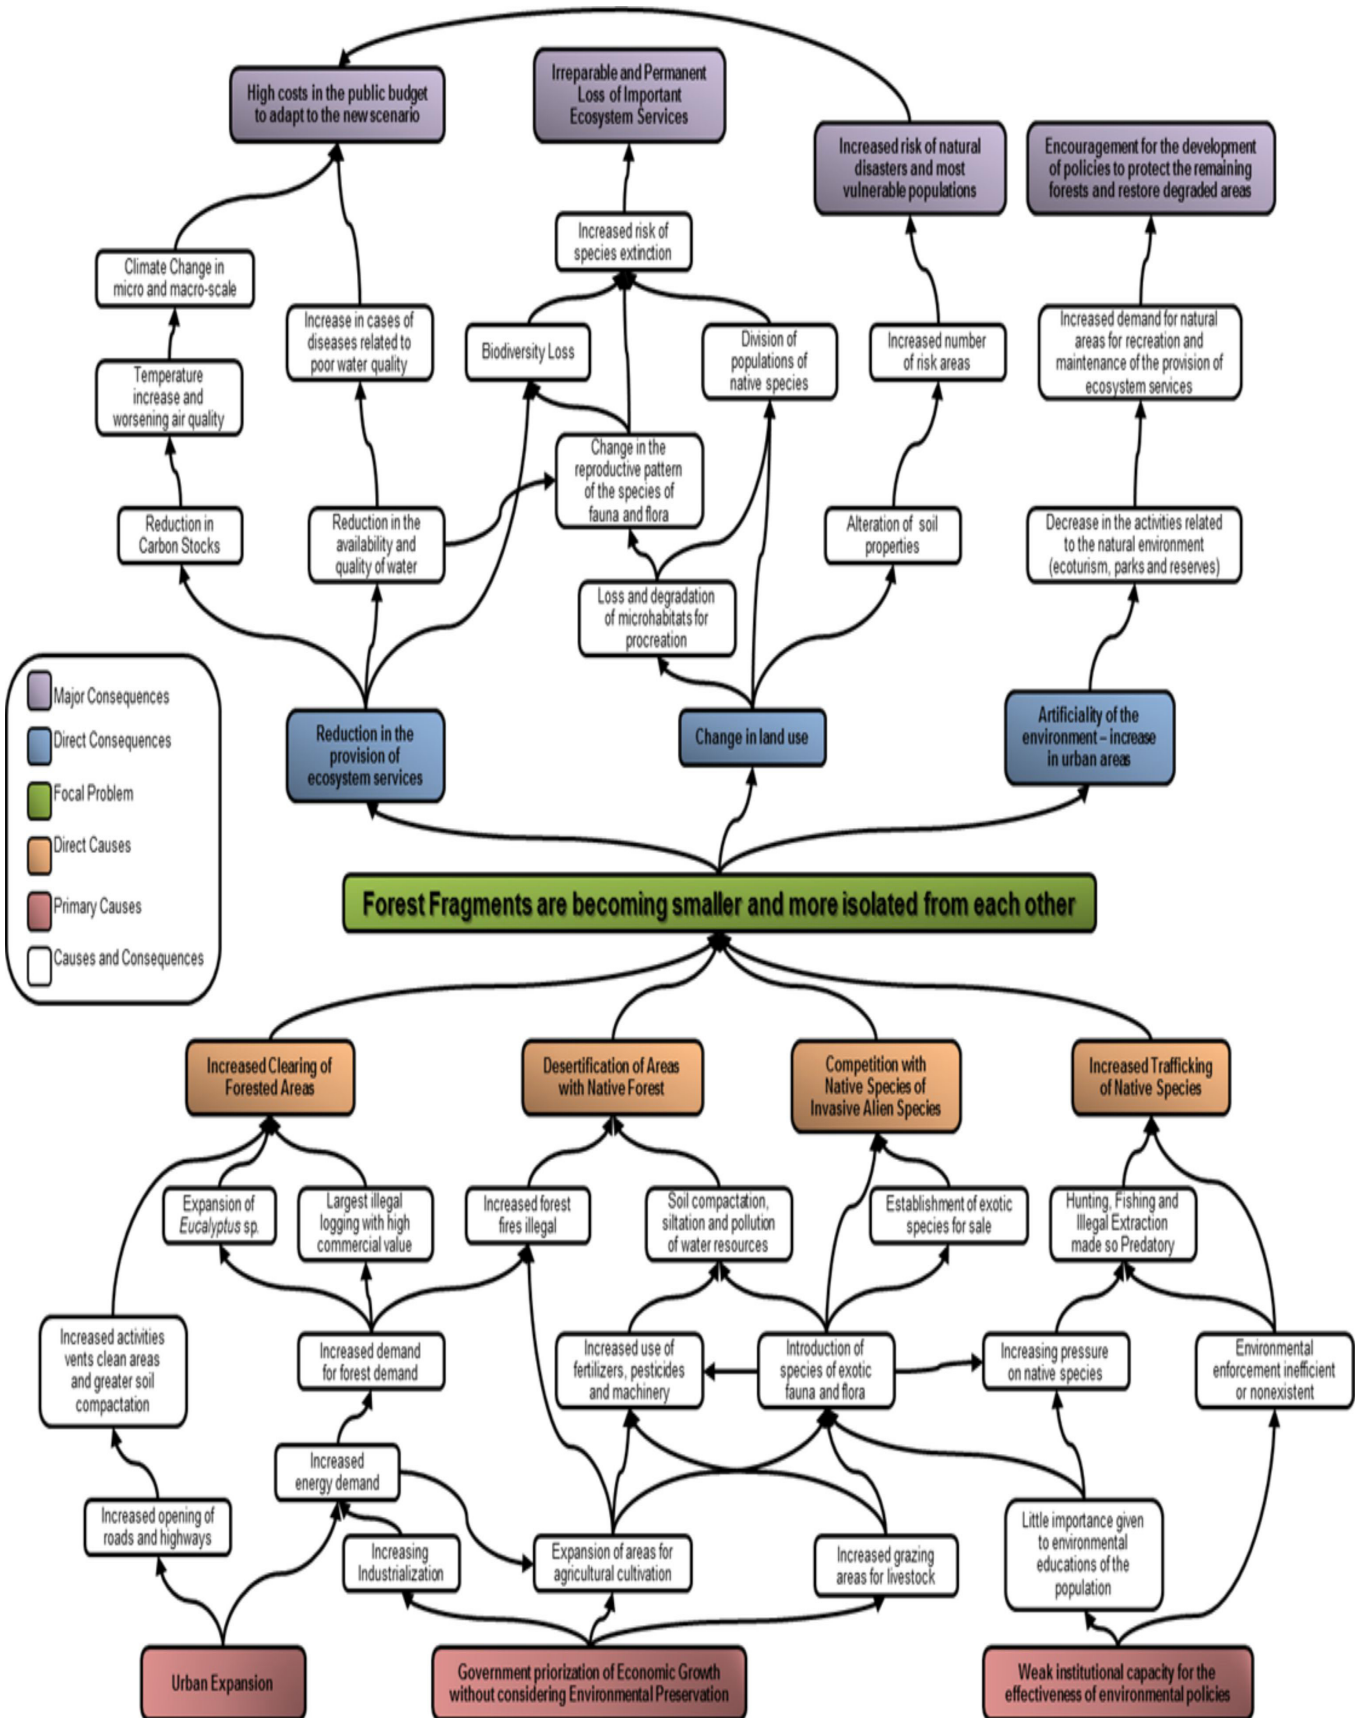 High costs in the public budget
to adapt to the new scenario
Irreparable and Permanent
Loss of Important
Ecosystem Services
Increased risk of natural
disasters and most
vulnerable populations
Encouragement for the development
of policies to protect the remaining
forests and restore degraded areas
Increased risk of
species extinction
Climate Change in
micro and macro-scale
Increase in cases of
diseases related to
poor water quality
Biodiversity Loss
Division of
populations of
native species
Increased number
of risk areas
Increased demand for natural
areas for recreation and
maintenance of the provision of
ecosystem services
Temperature
increase and
worsening air quality
Change in the
reproductive pattern
of the species of
fauna and flora
Reduction in
Carbon Stocks
Reduction in the
availability and
quality of water
Alteration of soil
properties
Decrease in the activities related
to the natural environment
(ecoturism, parks and reserves)
Loss and degradation
of microhabitats for
procreation
Major Consequences
Direct Consequences
Focal Problem
Direct Causes
Primary Causes
Causes and Consequences
Reduction in the
provision of
ecosystem services
Change in land use
Artificiality of the
environment – increase
in urban areas
Forest Fragments are becoming smaller and more isolated from each other
Increased Clearing of
Forested Areas
Desertification of Areas
with Native Forest
Competition with
Native Species of
Invasive Alien Species
Increased Trafficking
of Native Species
Expansion of
Eucalyptus sp.
Largest illegal
logging with high
commercial value
Increased forest
fires illegal
Soil compactation,
siltation and pollution
of water resources
Establishment of exotic
species for sale
Hunting, Fishing and
Illegal Extraction
made so Predatory
Increased activities
vents clean areas
and greater soil
compactation
Increased demand
for forest demand
Increased use of
fertilizers, pesticides
and machinery
Introduction of
species of exotic
fauna and flora
Increasing pressure
on native species
Environmental
enforcement inefficient
or nonexistent
Increased
energy demand
Increased opening of
roads and highways
Increasing
Industrialization
Expansion of areas for
agricultural cultivation
Increased grazing
areas for livestock
Little importance given
to environmental
educations of the
population
Urban Expansion
Government priorization of Economic Growth
without considering Environmental Preservation
Weak institutional capacity for the
effectiveness of environmental policies